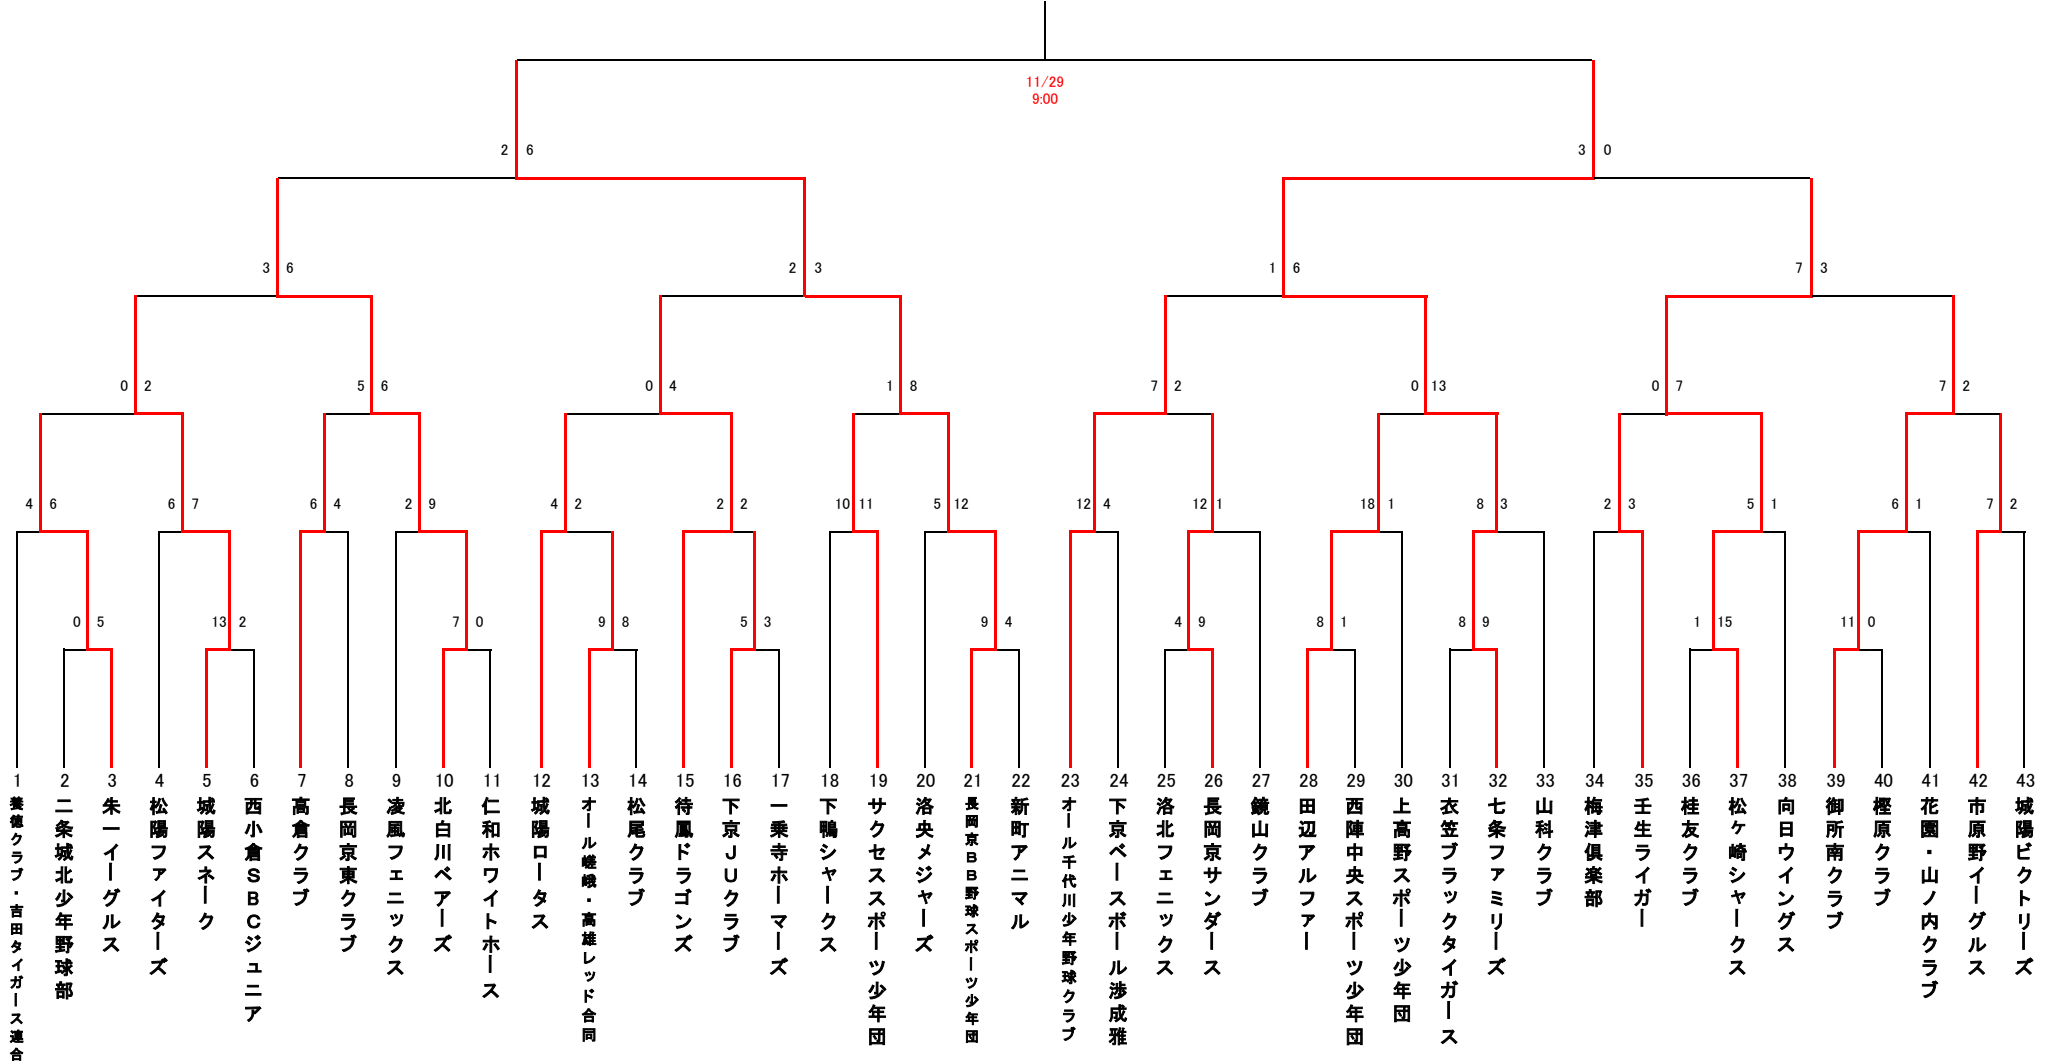 11/29
9:00
2 6
3 0
3 6
2 3
1 6
7 3
0 2
5 6
0 4
1 8
7 2
0 13
0 7
7 2
4 6
6 7
6 4
2 9
4 2
2 2
10 11
5 12
12 4
12 1
18 1
8 3
2 3
5 1
6 1
7 2
0 5
13 2
7 0
9 8
5 3
9 4
4 9
8 1
8 9
1 15
11 0
1 養徳クラブ・吉田タイガース連合
2 二条城北少年野球部
3 朱一イーグルス
4 松陽ファイターズ
5 城陽スネーク
6 西小倉SBCジュニア
7 高倉クラブ
8 長岡京東クラブ
9 凌風フェニックス
10 北白川ベアーズ
11 仁和ホワイトホース
12 城陽ロータス
13 オール嵯峨・高雄レッド合同
14 松尾クラブ
15 待鳳ドラゴンズ
16 下京JUクラブ
17 一乗寺ホーマーズ
18 下鴨シャークス
19 サクセススポーツ少年団
20 洛央メジャーズ
21 長岡京BB野球スポーツ少年団
22 新町アニマル
23 オール千代川少年野球クラブ
24 下京ベースボール渉成雅
25 洛北フェニックス
26 長岡京サンダース
27 鏡山クラブ
28 田辺アルファー
29 西陣中央スポーツ少年団
30 上高野スポーツ少年団
31 衣笠ブラックタイガース
32 七条ファミリーズ
33 山科クラブ
34 梅津倶楽部
35 壬生ライガー
36 桂友クラブ
37 松ヶ崎シャークス
38 向日ウイングス
39 御所南クラブ
40 樫原クラブ
41 花園・山ノ内クラブ
42 市原野イーグルス
43 城陽ビクトリーズ